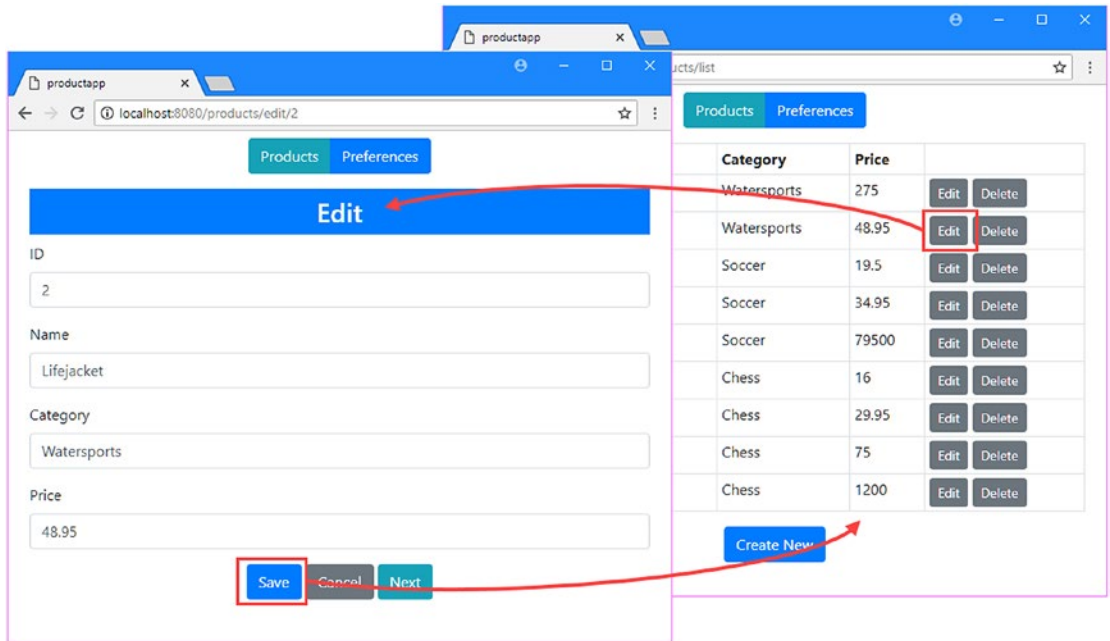 productapp
localhost:8080/products/edit/2
Products Preferences
Edit
ID
2
Name
Lifejacket
Category
Watersports
Price
48.95
Save Cancel Next
productapp
ucts/list
Products Preferences
Category Price
Watersports 275 Edit Delete
Watersports 48.95 Edit Delete
Soccer 19.5 Edit Delete
Soccer 34.95 Edit Delete
Soccer 79500 Edit Delete
Chess 16 Edit Delete
Chess 29.95 Edit Delete
Chess 75 Edit Delete
Chess 1200 Edit Delete
Create New